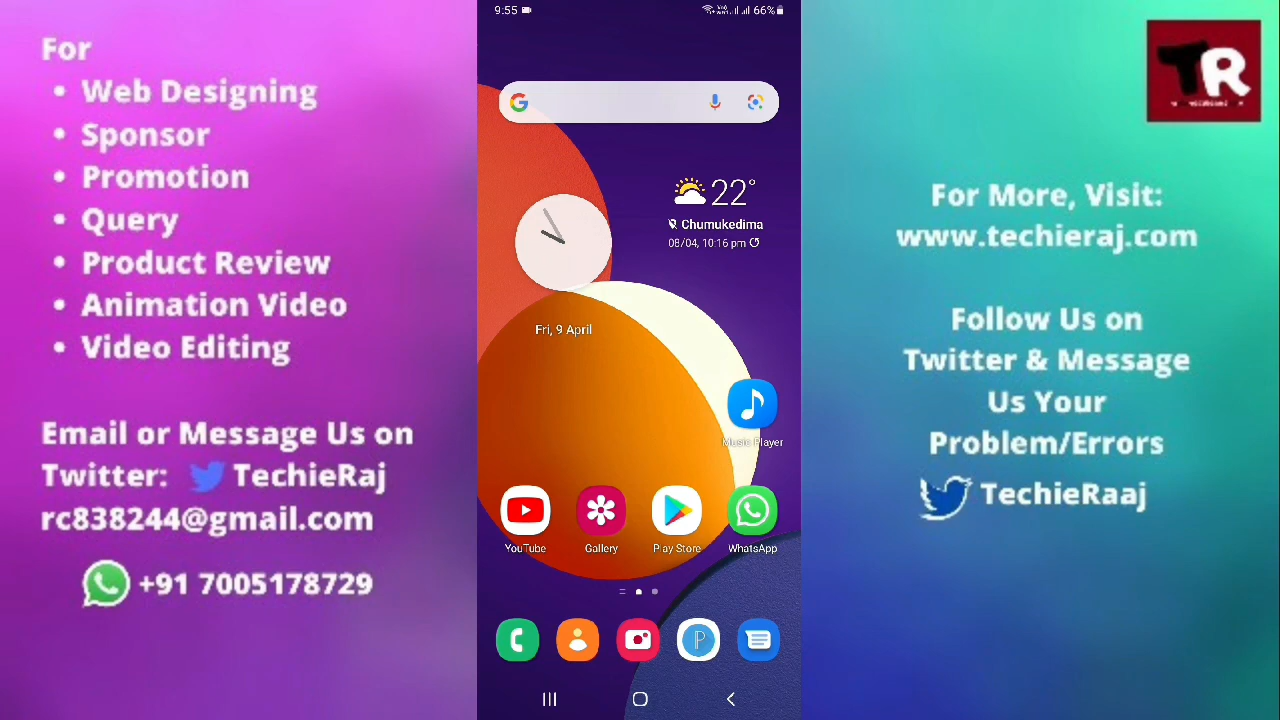 For
• Web Designing
• Sponsor
• Promotion
• Query
• Product Review
• Animation Video
• Video Editing
Email or Message Us on
Twitter: TechieRaj
rc838244@gmail.com
+91 7005178729
9:55
66%
G
22°
Chumukedima
08/04, 10:16 pm
Fri, 9 April
Music Player
YouTube
Gallery
Play Store
WhatsApp
P
TR
For More, Visit:
www.techieraj.com
Follow Us on
Twitter & Message
Us Your
Problem/Errors
TechieRaaj